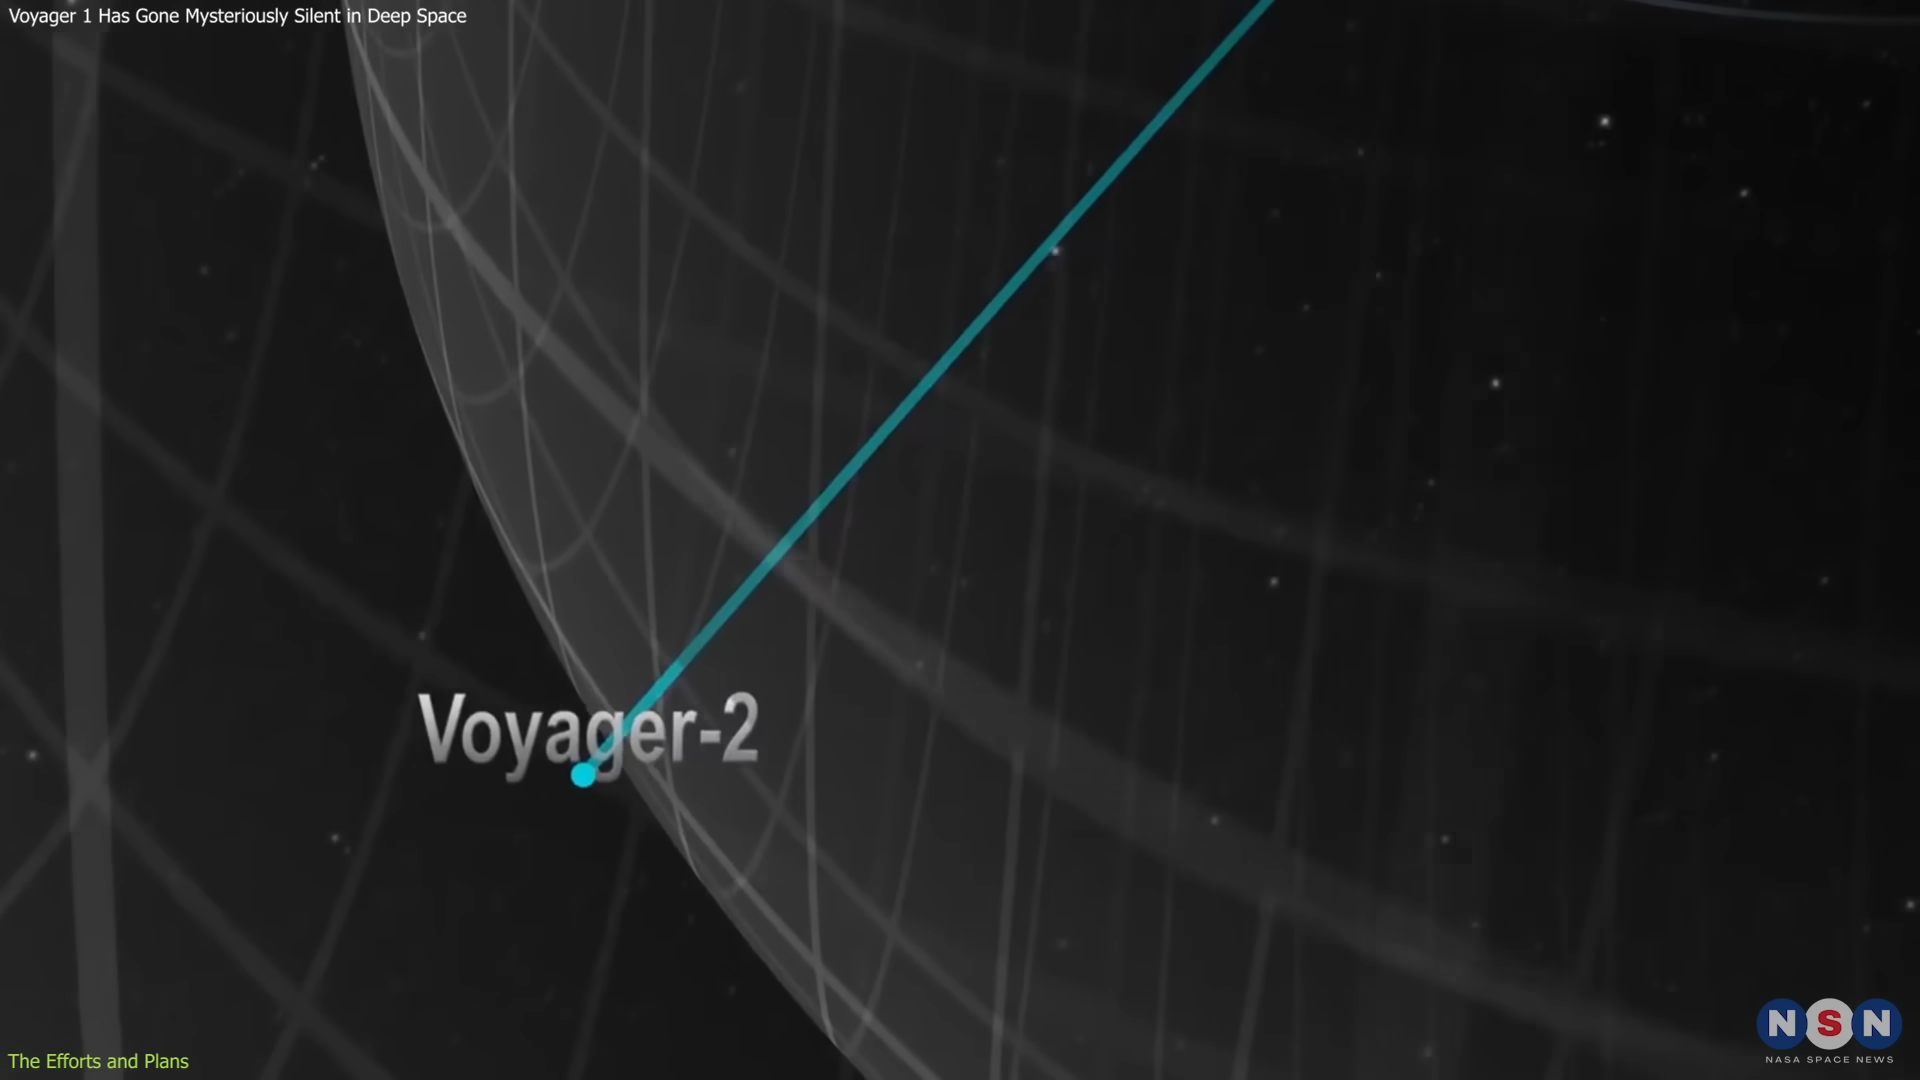 Voyager 1 Has Gone Mysteriously Silent in Deep Space
Voyager-2
The Efforts and Plans
NSN
NASA SPACE NEWS